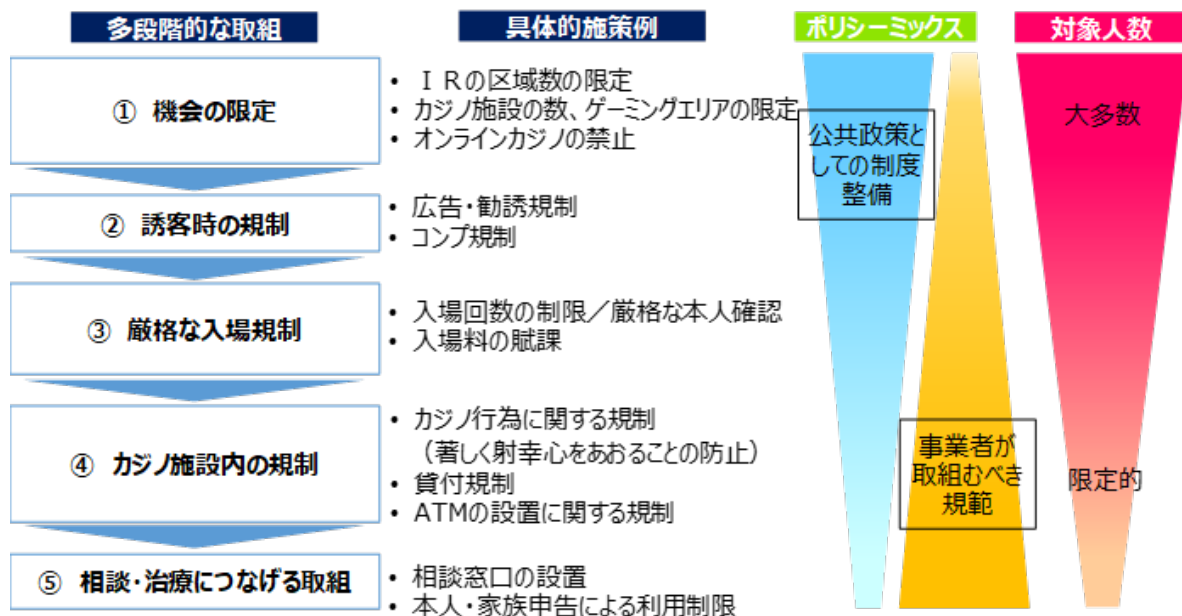 多段階的な取組
具体的施策例
ポリシーミックス
対象人数
① 機会の限定
• ＩＲの区域数の限定
• カジノ施設の数、ゲーミングエリアの限定
• オンラインカジノの禁止
② 誘客時の規制
• 広告・勧誘規制
• コンプ規制
③ 厳格な入場規制
• 入場回数の制限／厳格な本人確認
• 入場料の賦課
④ カジノ施設内の規制
• カジノ行為に関する規制
（著しく射幸心をあおることの防止）
• 貸付規制
• ATMの設置に関する規制
⑤ 相談・治療につなげる取組
• 相談窓口の設置
• 本人・家族申告による利用制限
公共政策と
しての制度
整備
事業者が
取組むべき
規範
大多数
限定的